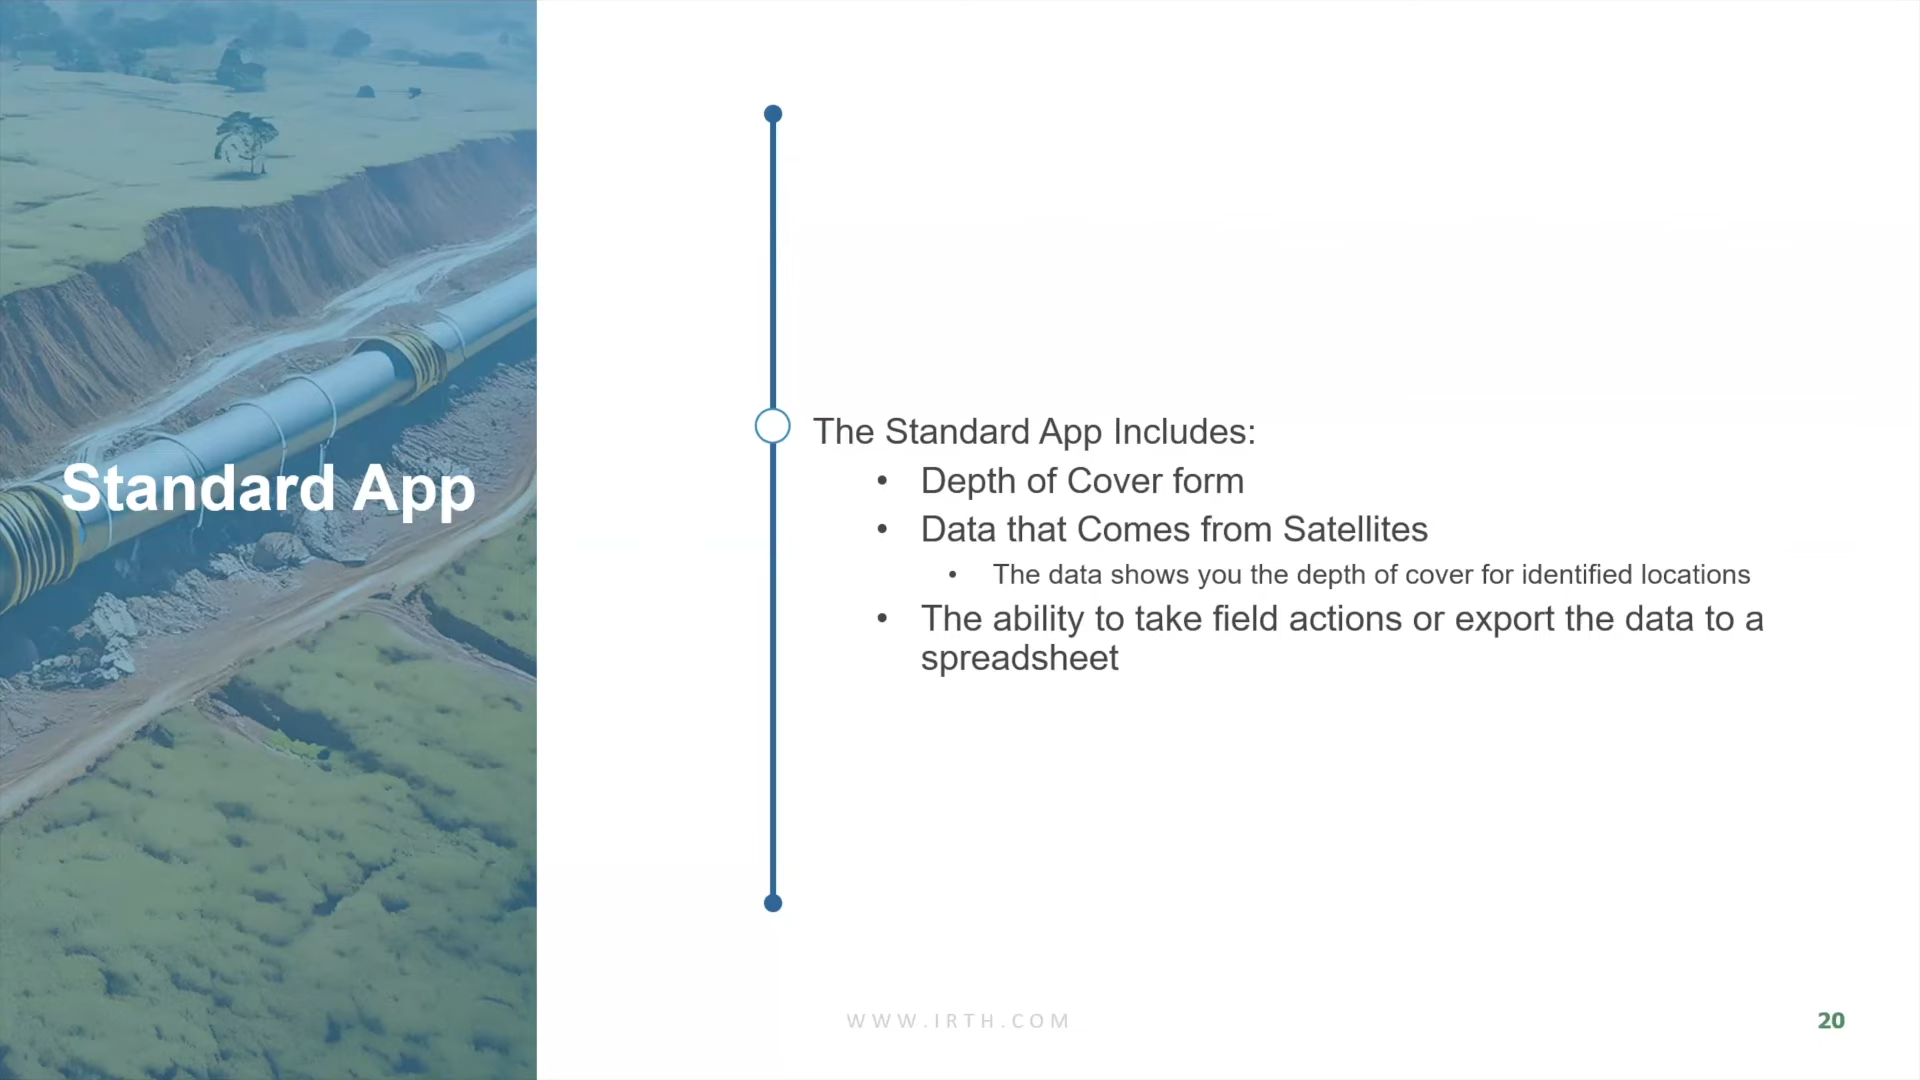 Standard App
The Standard App Includes:
• Depth of Cover form
• Data that Comes from Satellites
• The data shows you the depth of cover for identified locations
• The ability to take field actions or export the data to a
spreadsheet
WWW.IRTH.COM
20